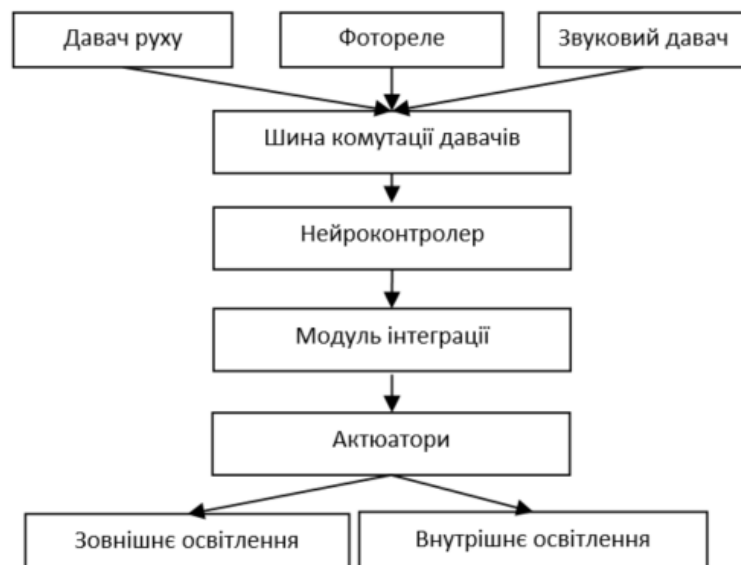 Давач руху
Фотореле
Звуковий давач
Шина комутації давачів
Нейроконтролер
Модуль інтеграції
Актюатори
Зовнішнє освітлення
Внутрішнє освітлення